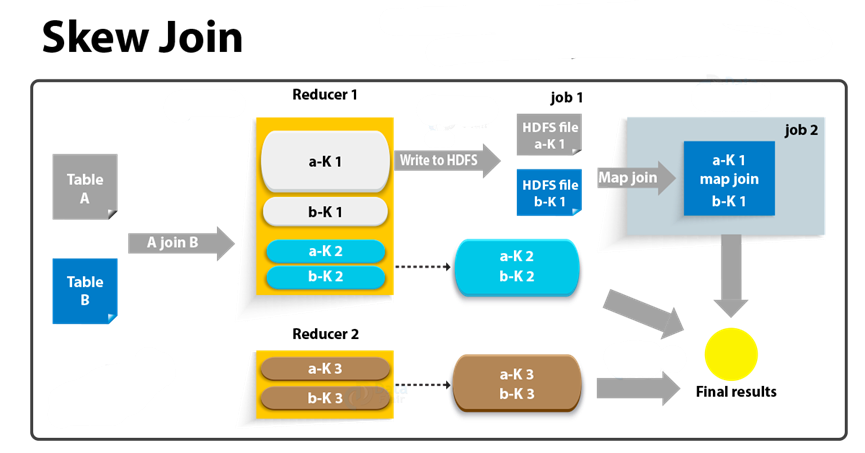 Skew Join
Reducer 1
job 1
job 2
Table
A
Table
B
A join B
a-K 1
b-K 1
a-K 2
b-K 2
Write to HDFS
HDFS file
a-K 1
HDFS file
b-K 1
Map join
a-K 1
map join
b-K 1
a-K 2
b-K 2
Reducer 2
a-K 3
b-K 3
a-K 3
b-K 3
Final results